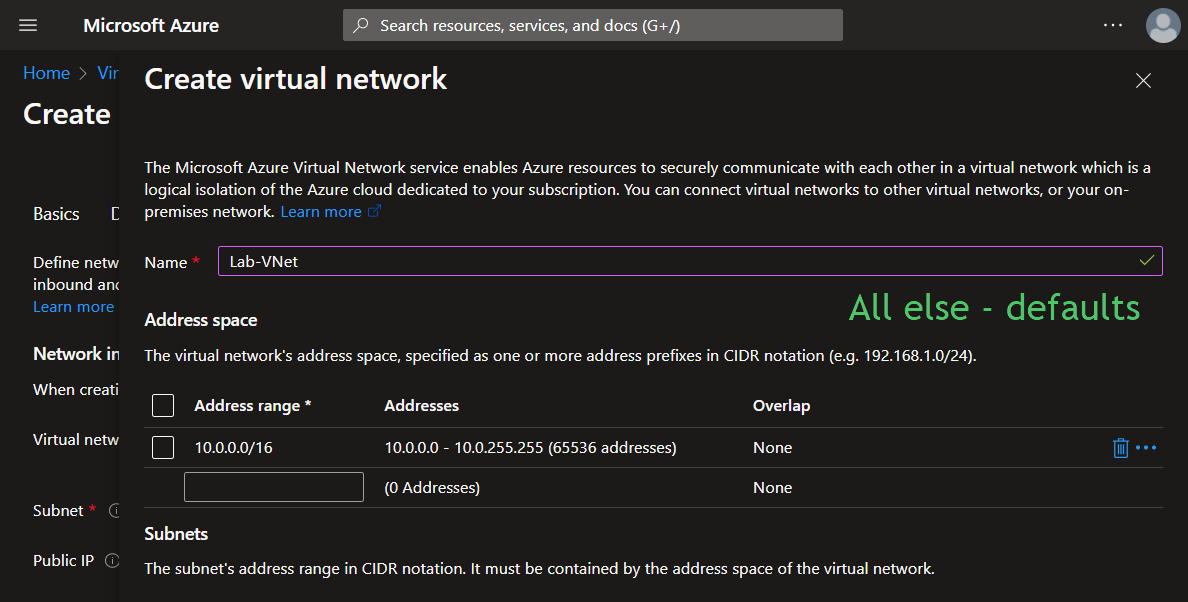 Microsoft Azure
Search resources, services, and docs (G+/)
Home > Vir
Create
Basics
Define netw
inbound and
Learn more
Network in
When creati
Virtual netw
Subnet *
Public IP
Create virtual network
The Microsoft Azure Virtual Network service enables Azure resources to securely communicate with each other in a virtual network which is a
logical isolation of the Azure cloud dedicated to your subscription. You can connect virtual networks to other virtual networks, or your on-
premises network. Learn more
Name * Lab-VNet
All else - defaults
Address space
The virtual network's address space, specified as one or more address prefixes in CIDR notation (e.g. 192.168.1.0/24).
Address range * Addresses Overlap
10.0.0.0/16 10.0.0.0 - 10.0.255.255 (65536 addresses) None
(0 Addresses) None
Subnets
The subnet's address range in CIDR notation. It must be contained by the address space of the virtual network.